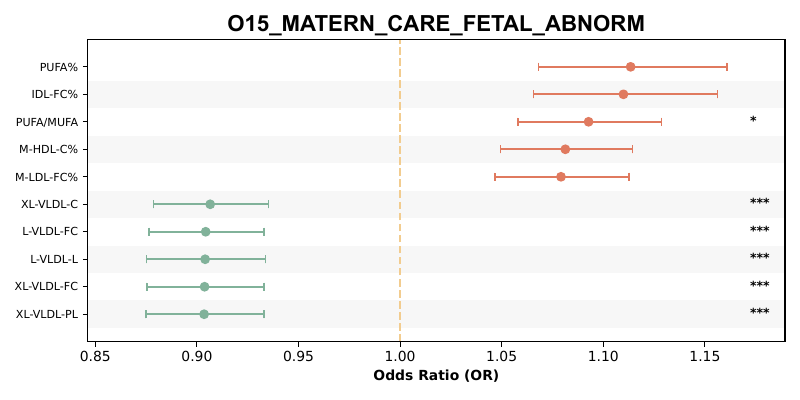 O15_MATERN_CARE_FETAL_ABNORM
PUFA%
IDL-FC%
PUFA/MUFA *
M-HDL-C%
M-LDL-FC%
XL-VLDL-C ***
L-VLDL-FC ***
L-VLDL-L ***
XL-VLDL-FC ***
XL-VLDL-PL ***
0.85 0.90 0.95 1.00 1.05 1.10 1.15
Odds Ratio (OR)